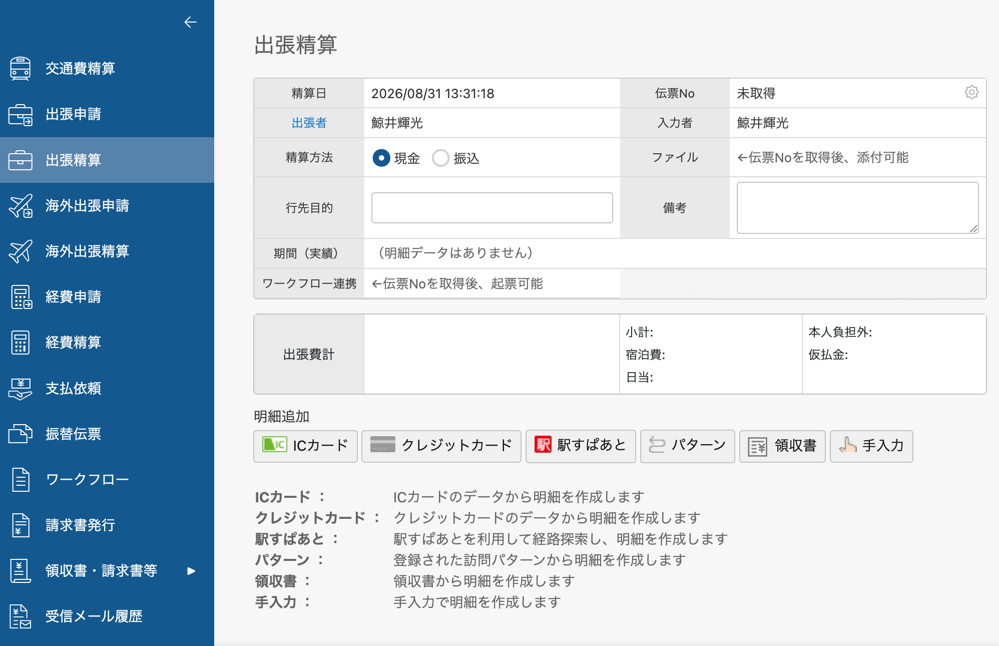 交通費精算
出張申請
出張精算
海外出張申請
海外出張精算
経費申請
経費精算
支払依頼
振替伝票
ワークフロー
請求書発行
領収書・請求書等
受信メール履歴
出張精算
精算日 2026/08/31 13:31:18 伝票No 未取得
出張者 鯨井輝光 入力者 鯨井輝光
精算方法 現金 振込 ファイル ←伝票Noを取得後、添付可能
行先目的 備考
期間（実績） （明細データはありません）
ワークフロー連携 ←伝票Noを取得後、起票可能
出張費計
小計:
宿泊費:
日当:
本人負担外:
仮払金:
明細追加
IC ICカード クレジットカード 駅 駅すぱあと パターン 領収書 手入力
ICカード ： ICカードのデータから明細を作成します
クレジットカード ： クレジットカードのデータから明細を作成します
駅すぱあと ： 駅すぱあとを利用して経路探索し、明細を作成します
パターン ： 登録された訪問パターンから明細を作成します
領収書 ： 領収書から明細を作成します
手入力 ： 手入力で明細を作成します